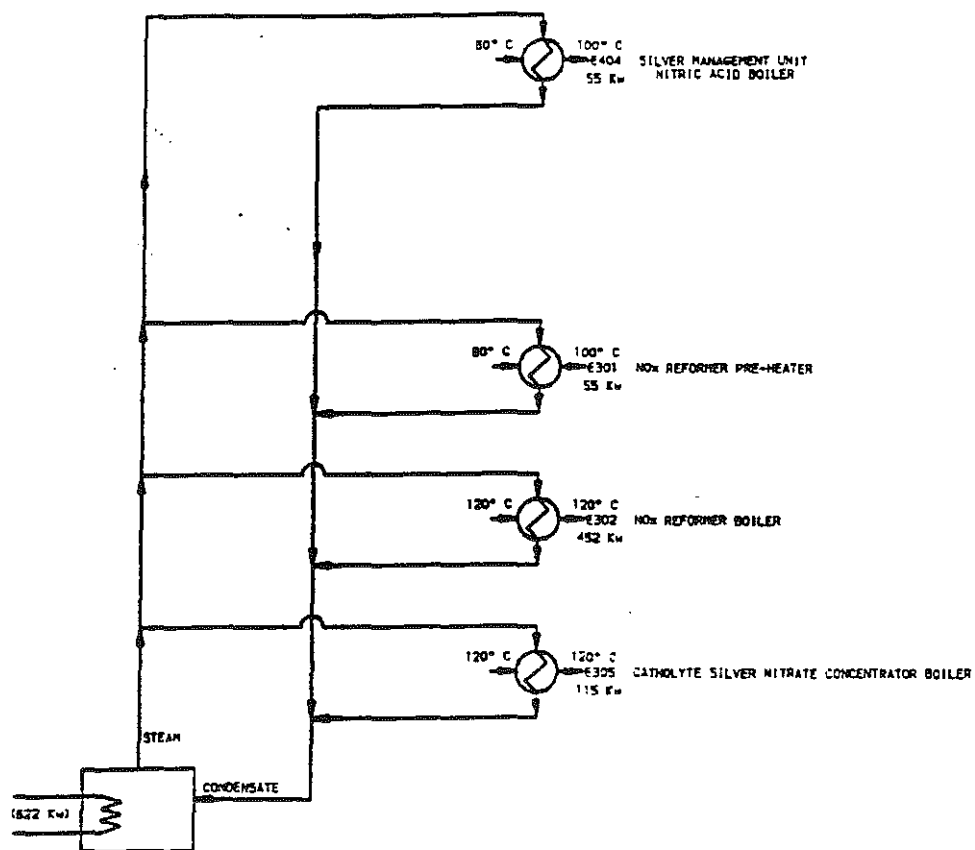 80° C 100° C
E404 SILVER MANAGEMENT UNIT
NITRIC ACID BOILER
55 Kw
80° C 100° C
E301 NOx REFORMER PRE-HEATER
55 Kw
120° C 120° C
E302 NOx REFORMER BOILER
452 Kw
120° C 120° C
E305 CATHOLYTE SILVER NITRATE CONCENTRATOR BOILER
115 Kw
STEAM
CONDENSATE
(622 Kw)